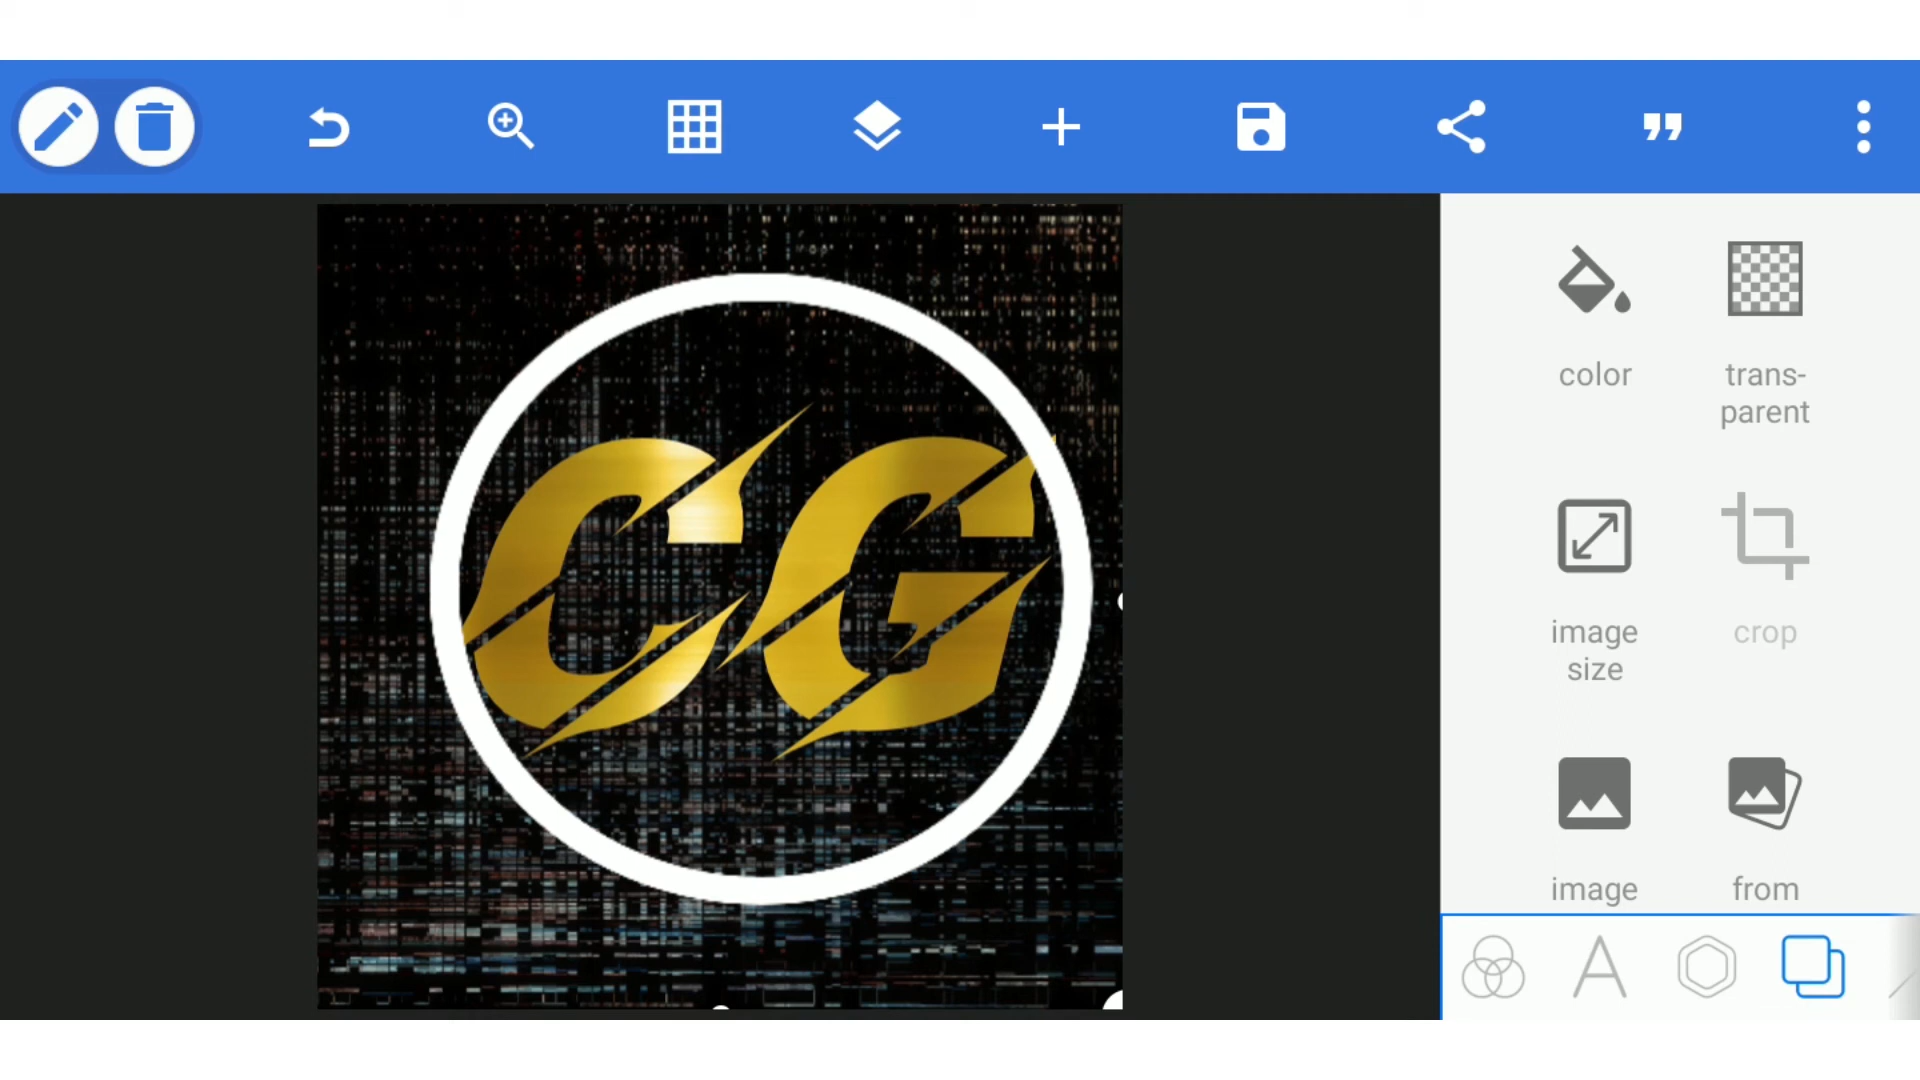 CG
color
trans-
parent
image
size
crop
image
from